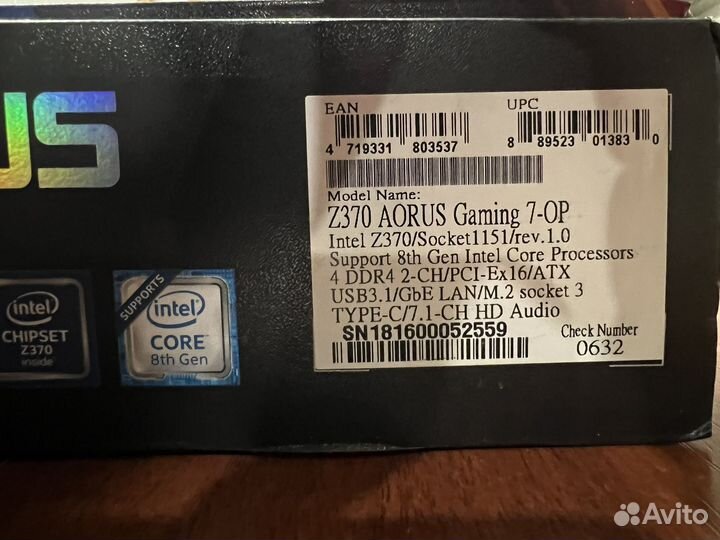 US
EAN
UPC
4 719331 803537
8 89523 01383 0
Model Name:
Z370 AORUS Gaming 7-OP
Intel Z370/Socket1151/rev.1.0
Support 8th Gen Intel Core Processors
4 DDR4 2-CH/PCI-Ex16/ATX
USB3.1/GbE LAN/M.2 socket 3
TYPE-C/7.1-CH HD Audio
SN181600052559
Check Number
0632
intel
CHIPSET
Z370
inside
SUPPORTS
intel
CORE
8th Gen
Avito